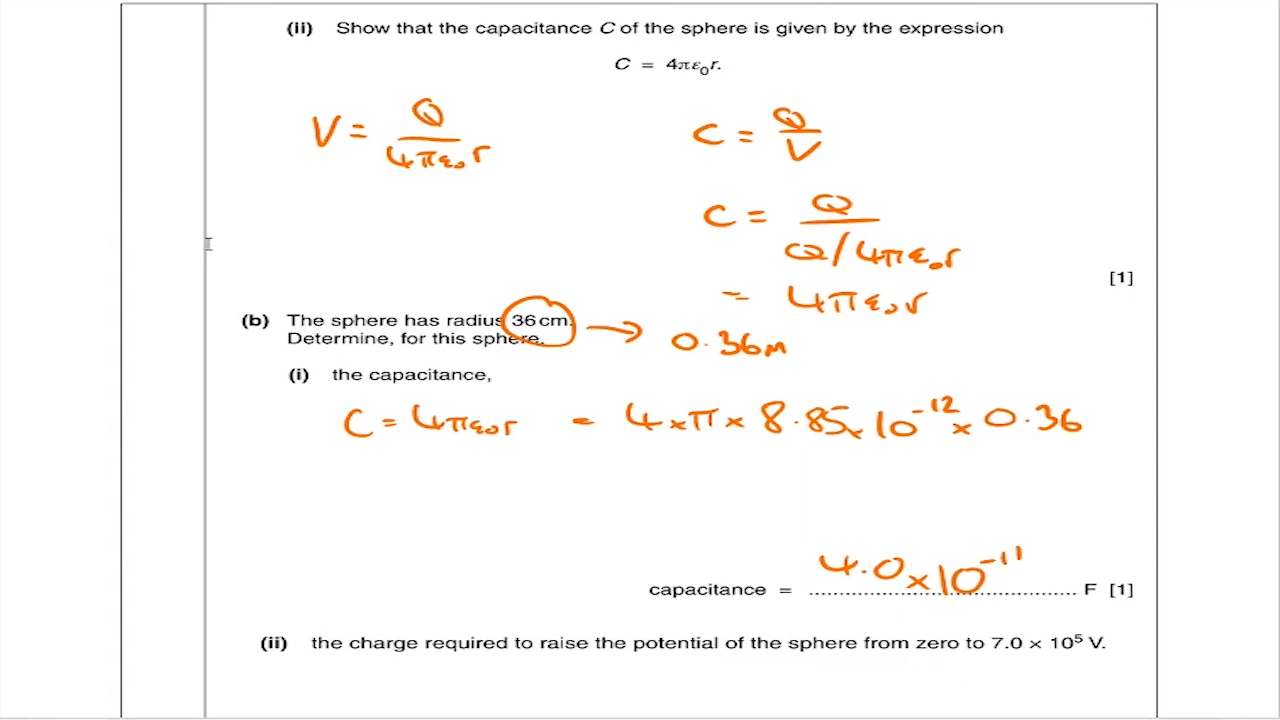 (ii) Show that the capacitance C of the sphere is given by the expression
C = 4πε₀r.
V = Q / 4πε₀r
C = Q / V
C = Q / Q/4πε₀r
= 4πε₀r
[1]
(b) The sphere has radius 36 cm. → 0.36m
Determine, for this sphere,
(i) the capacitance,
C = 4πε₀r = 4 × π × 8.85 × 10⁻¹² × 0.36
4.0 × 10⁻¹¹
capacitance = ............................................. F [1]
(ii) the charge required to raise the potential of the sphere from zero to 7.0 × 10⁵ V.